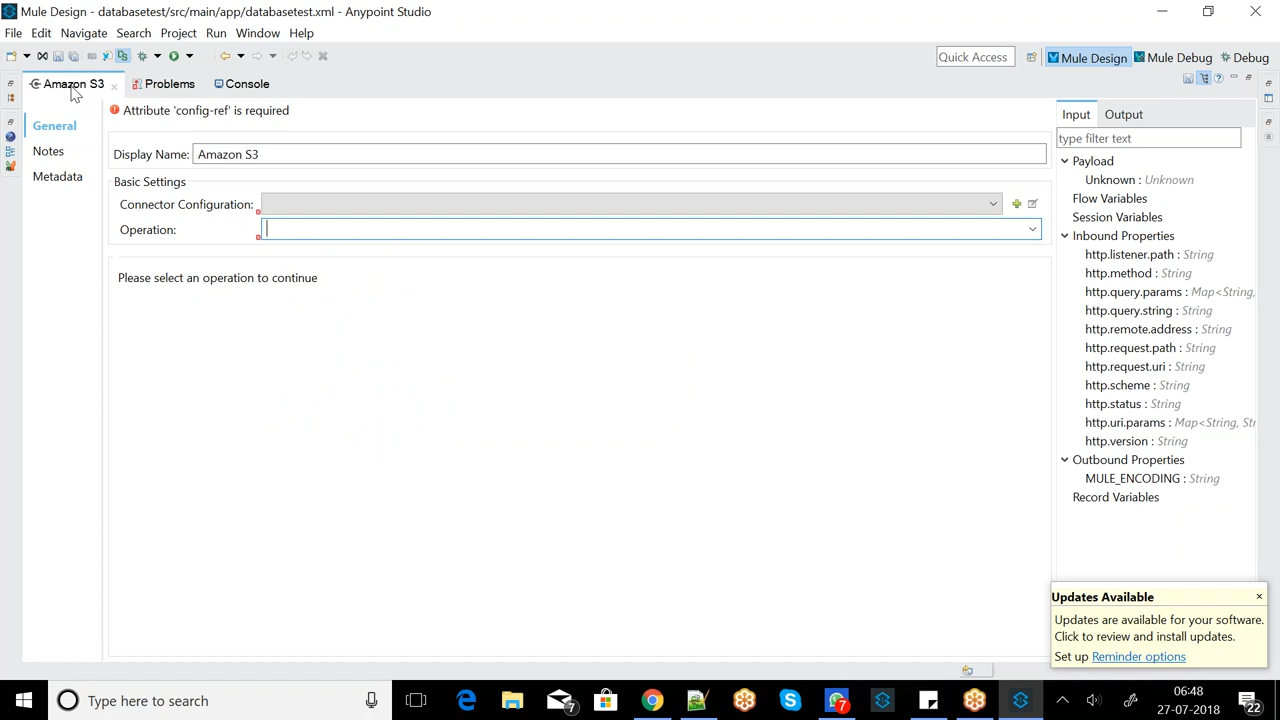 Mule Design - databasetest/src/main/app/databasetest.xml - Anypoint Studio
File Edit Navigate Search Project Run Window Help
Quick Access Mule Design Mule Debug Debug
Amazon S3 Problems Console
Attribute 'config-ref' is required
General
Notes
Metadata
Display Name: Amazon S3
Basic Settings
Connector Configuration:
Operation:
Please select an operation to continue
Input Output
type filter text
Payload
Unknown : Unknown
Flow Variables
Session Variables
Inbound Properties
http.listener.path : String
http.method : String
http.query.params : Map<String,
http.query.string : String
http.remote.address : String
http.request.path : String
http.request.uri : String
http.scheme : String
http.status : String
http.uri.params : Map<String, Str
http.version : String
Outbound Properties
MULE_ENCODING : String
Record Variables
Updates Available
Updates are available for your software.
Click to review and install updates.
Set up Reminder options
Type here to search
7
7
06:48
27-07-2018
22